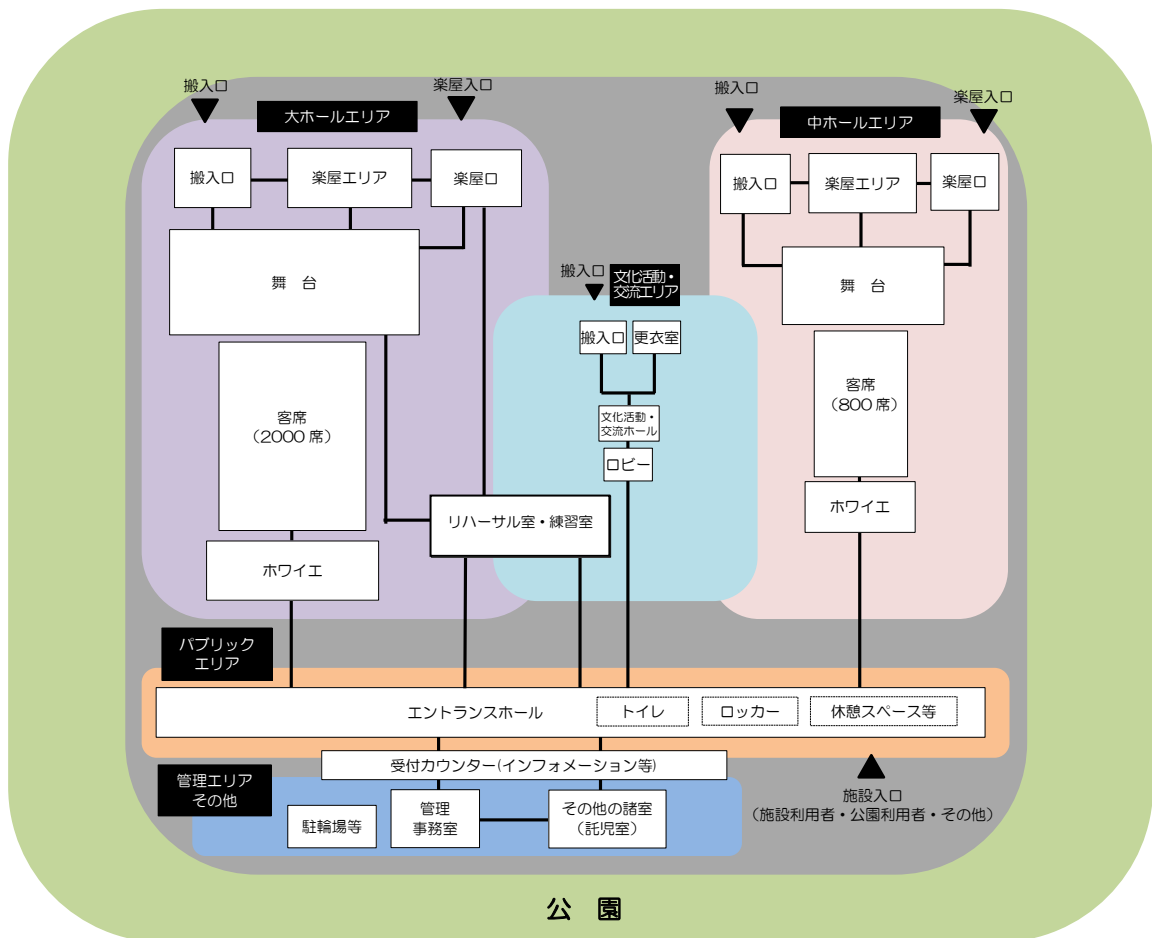 搬入口
楽屋入口
大ホールエリア
搬入口
楽屋エリア
楽屋口
舞 台
客席
(2000 席)
ホワイエ
リハーサル室・練習室
搬入口
文化活動・
交流エリア
搬入口
更衣室
文化活動・
交流ホール
ロビー
搬入口
楽屋入口
中ホールエリア
搬入口
楽屋エリア
楽屋口
舞 台
客席
(800 席)
ホワイエ
パブリック
エリア
エントランスホール
トイレ
ロッカー
休憩スペース等
受付カウンター(インフォメーション等)
管理エリア
その他
駐輪場等
管理
事務室
その他の諸室
(託児室)
施設入口
(施設利用者・公園利用者・その他)
公 園